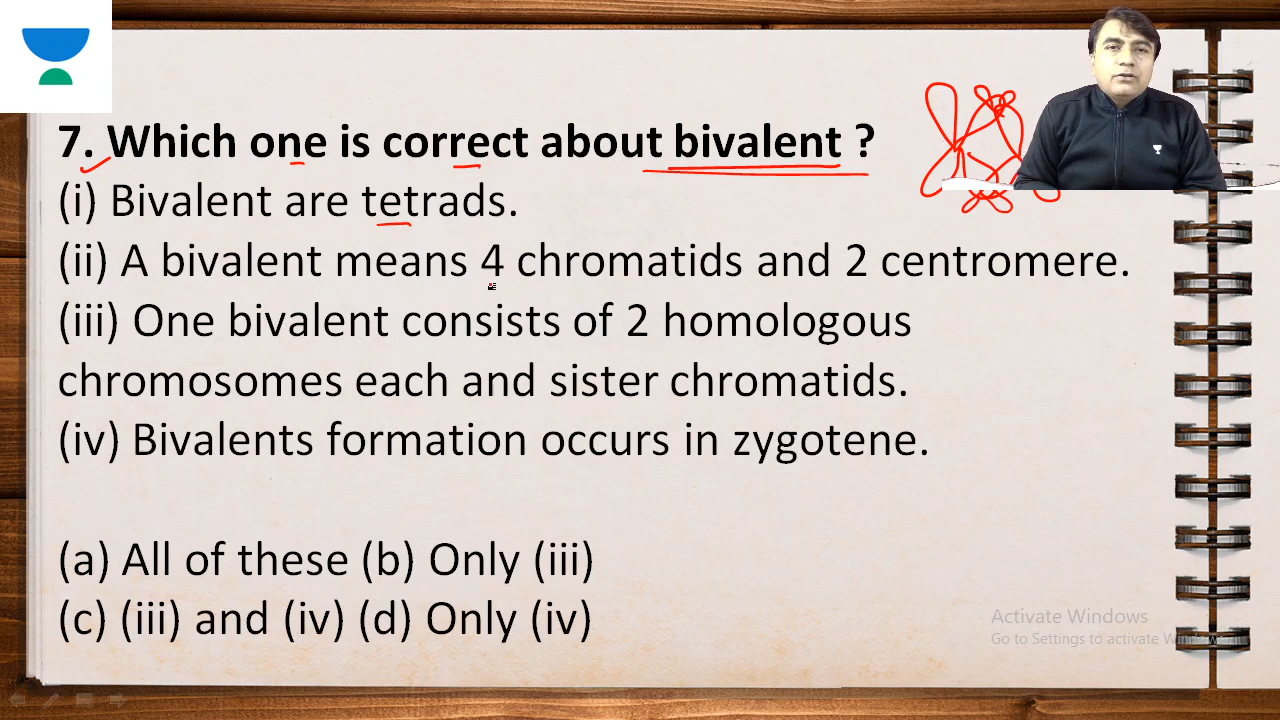 7. Which one is correct about bivalent ?
(i) Bivalent are tetrads.
(ii) A bivalent means 4 chromatids and 2 centromere.
(iii) One bivalent consists of 2 homologous
chromosomes each and sister chromatids.
(iv) Bivalents formation occurs in zygotene.
(a) All of these (b) Only (iii)
(c) (iii) and (iv) (d) Only (iv)
Activate Windows
Go to Settings to activate Windows.